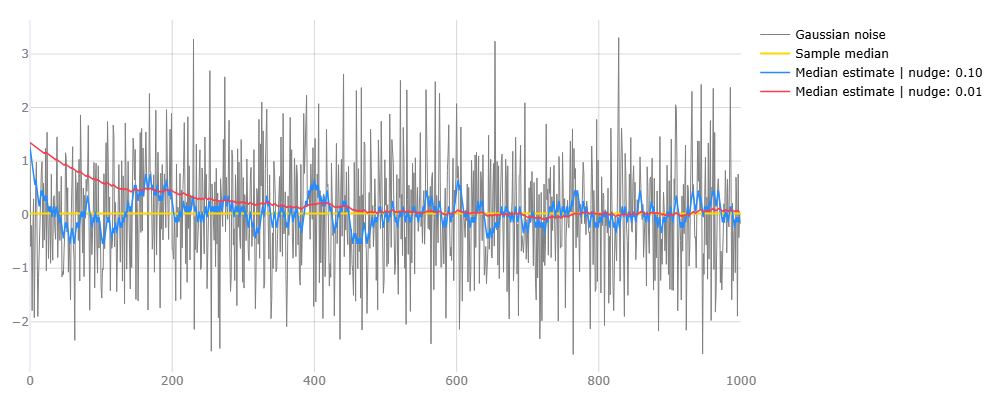 Gaussian noise
Sample median
Median estimate | nudge: 0.10
Median estimate | nudge: 0.01
3
2
1
0
−1
−2
0 200 400 600 800 1000